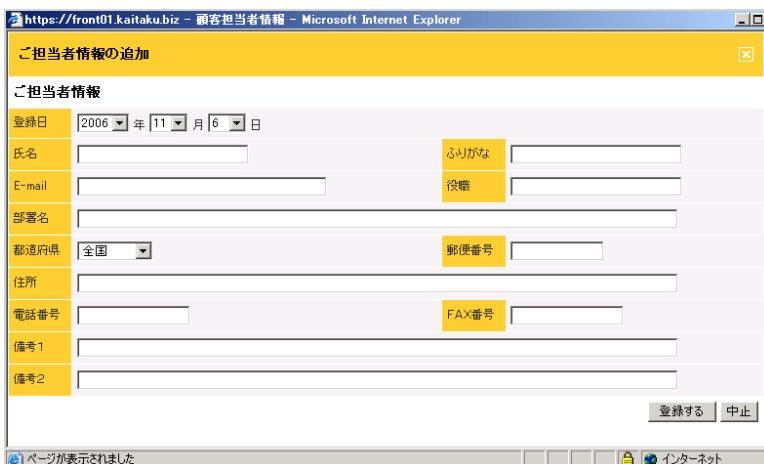 https://front01.kaitaku.biz - 顧客担当者情報 - Microsoft Internet Explorer
ご担当者情報の追加
ご担当者情報
登録日 2006 年 11 月 6 日
氏名 ふりがな
E-mail 役職
部署名
都道府県 全国 郵便番号
住所
電話番号 FAX番号
備考1
備考2
登録する 中止
ページが表示されました インターネット